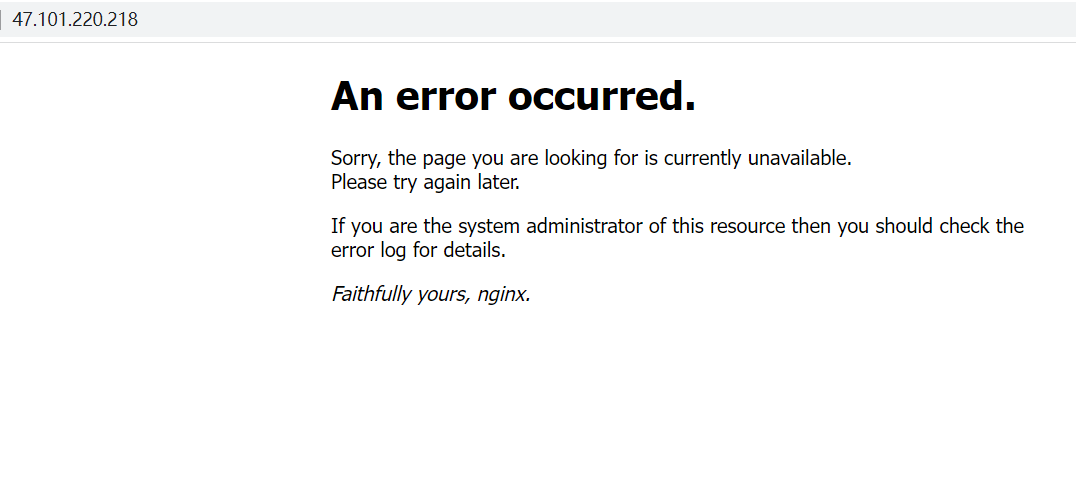 47.101.220.218
An error occurred.
Sorry, the page you are looking for is currently unavailable.
Please try again later.
If you are the system administrator of this resource then you should check the
error log for details.
Faithfully yours, nginx.